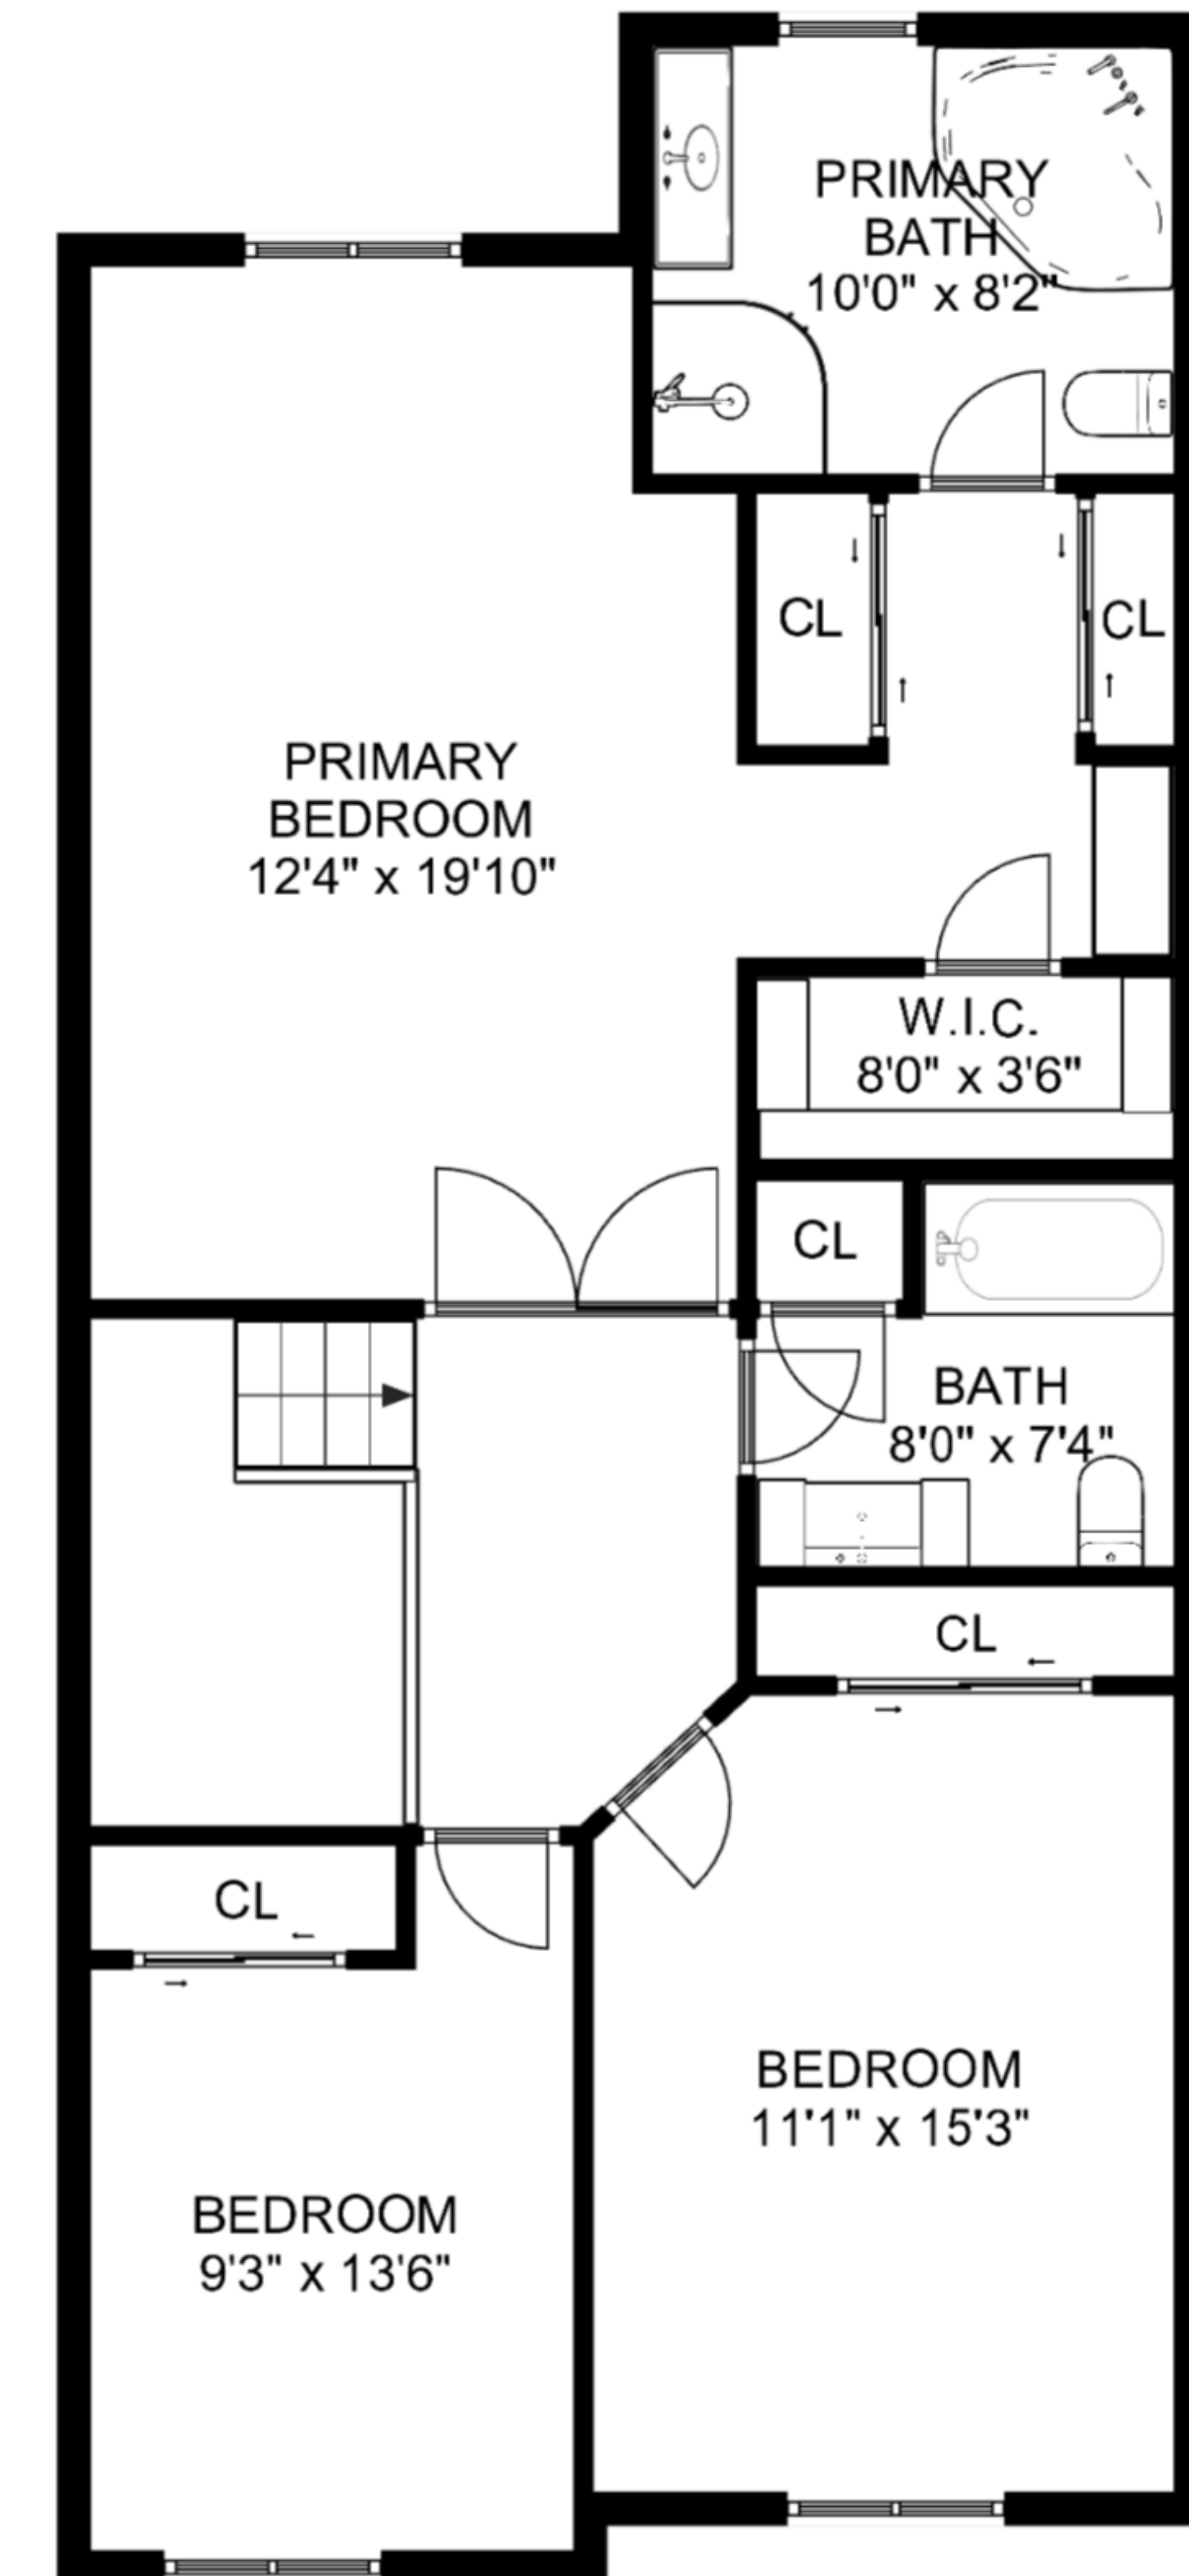 PRIMARY
BATH
10'0" x 8'2"
CL
CL
PRIMARY
BEDROOM
12'4" x 19'10"
W.I.C.
8'0" x 3'6"
CL
BATH
8'0" x 7'4"
CL
CL
BEDROOM
11'1" x 15'3"
BEDROOM
9'3" x 13'6"